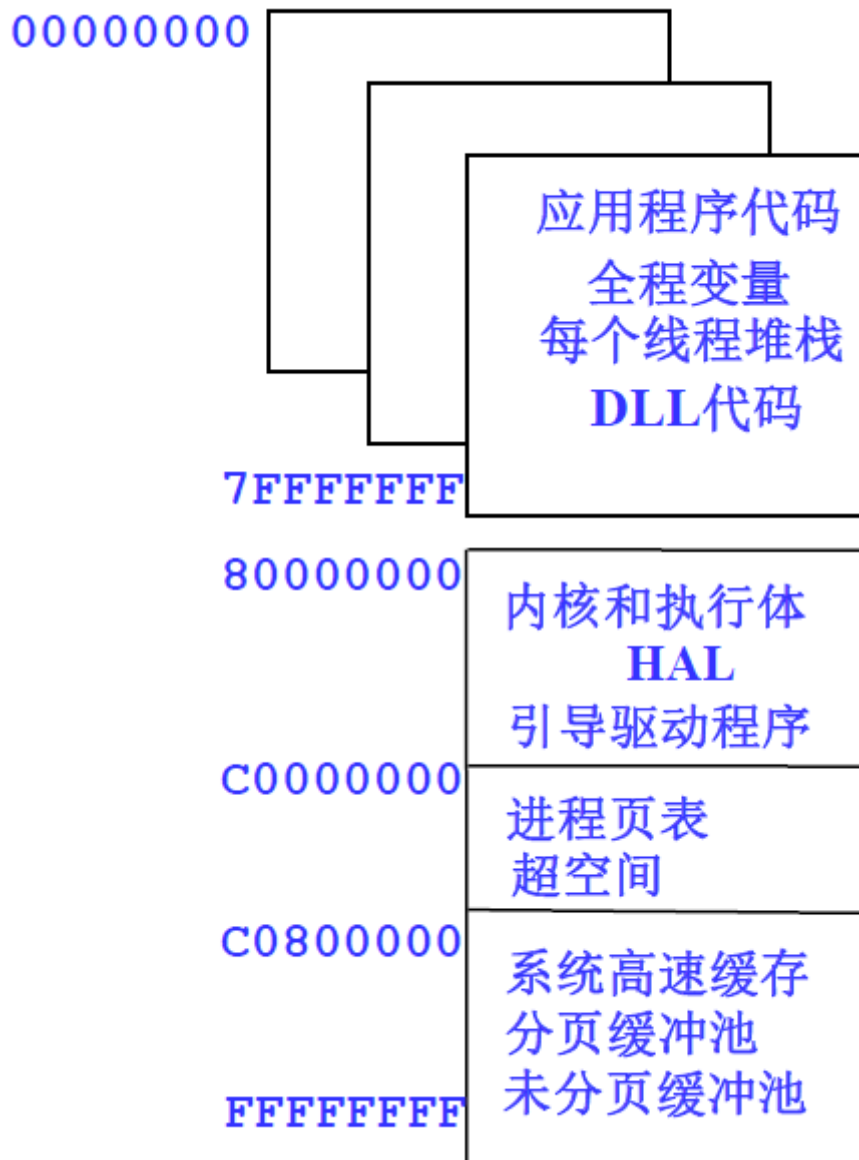 00000000
应用程序代码
全程变量
每个线程堆栈
DLL代码
7FFFFFFF
80000000
内核和执行体
HAL
引导驱动程序
C0000000
进程页表
超空间
C0800000
系统高速缓存
分页缓冲池
未分页缓冲池
FFFFFFFF